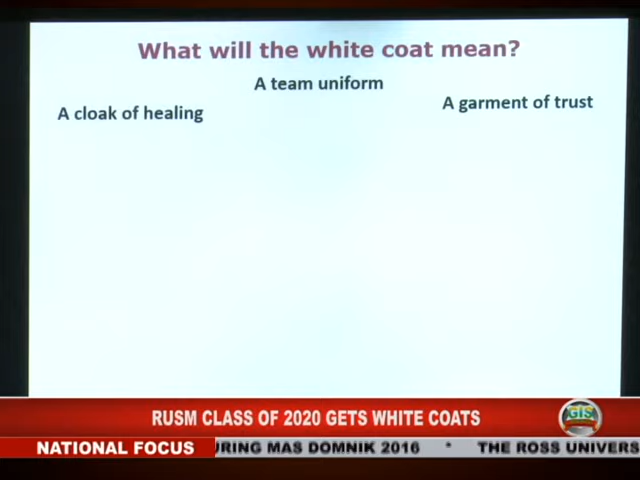 What will the white coat mean?
A team uniform
A cloak of healing
A garment of trust
RUSM CLASS OF 2020 GETS WHITE COATS
GIS
NATIONAL FOCUS
URING MAS DOMNIK 2016 * THE ROSS UNIVERS